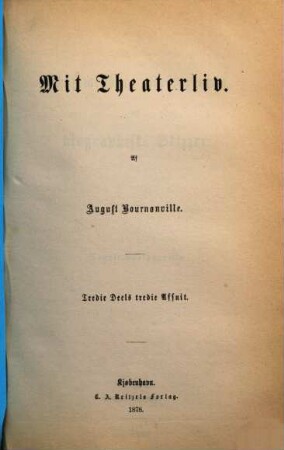 Mit Theaterliv.
Af
August Bournonville.
Tredie Deels tredie Afsnit.
Kjøbenhavn.
C. A. Reitzels Forlag.
1878.